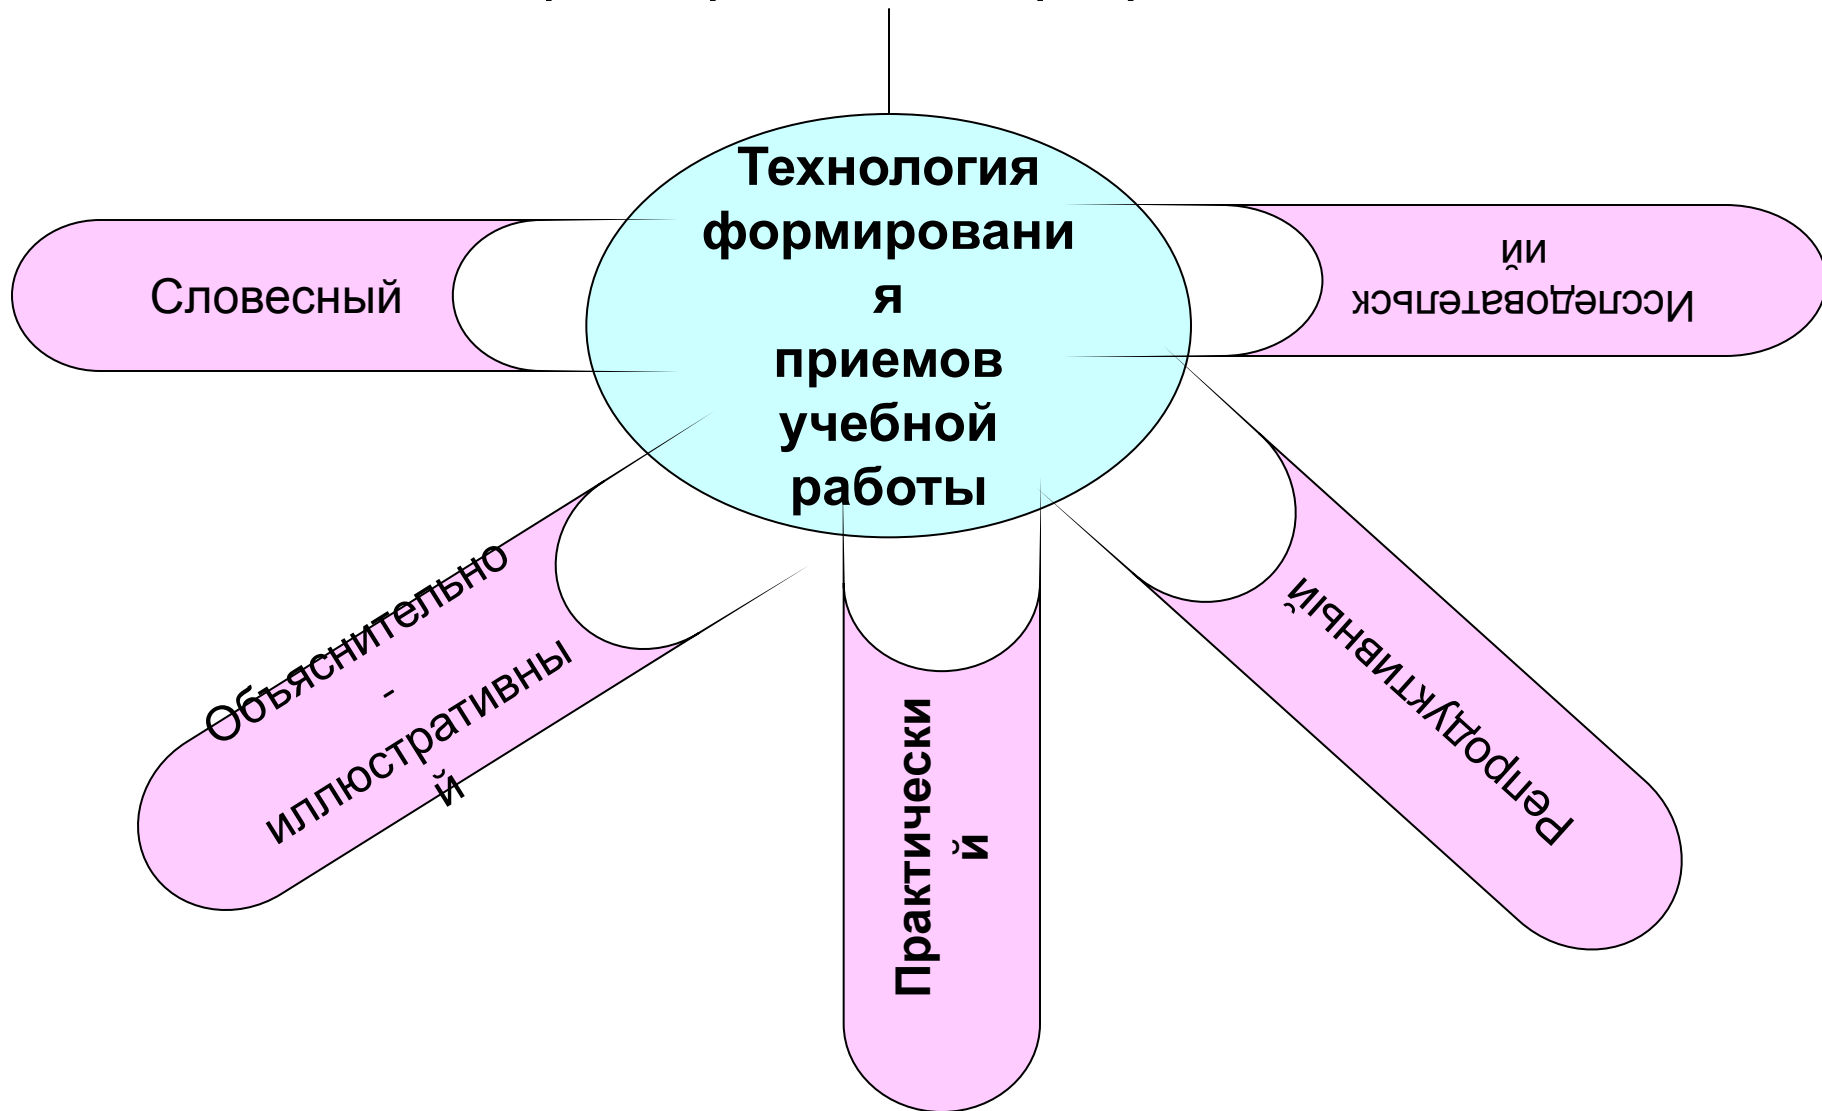 Технология
формировани
я
приемов
учебной
работы
Словесный
Исследовательск
ий
Объяснительно
-
иллюстративны
й
Практически
й
Репродуктивный